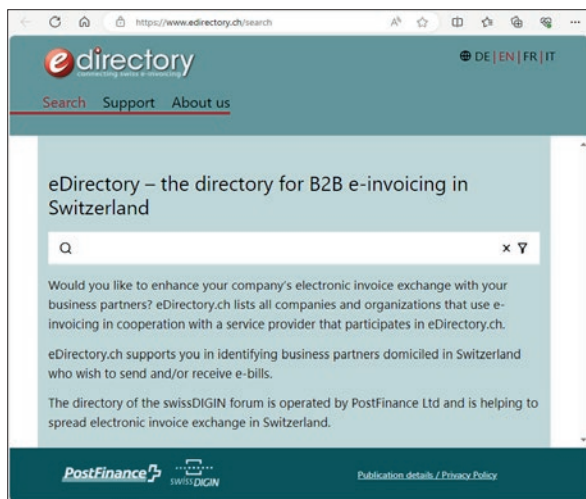 https://www.edirectory.ch/search
edirectory
connecting swiss e-invoicing
DE | EN | FR | IT
Search Support About us
eDirectory – the directory for B2B e-invoicing in
Switzerland
Would you like to enhance your company's electronic invoice exchange with your
business partners? eDirectory.ch lists all companies and organizations that use e-
invoicing in cooperation with a service provider that participates in eDirectory.ch.
eDirectory.ch supports you in identifying business partners domiciled in Switzerland
who wish to send and/or receive e-bills.
The directory of the swissDIGIN forum is operated by PostFinance Ltd and is helping to
spread electronic invoice exchange in Switzerland.
PostFinance swissDIGIN Publication details / Privacy Policy